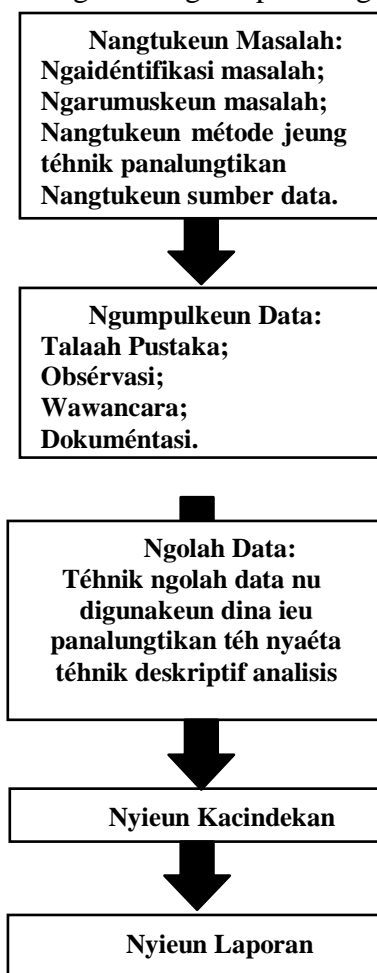 Nangtukeun Masalah:
Ngaidéntifikasi masalah;
Ngarumuskeun masalah;
Nangtukeun métode jeung
téhnik panalungtikan
Nangtukeun sumber data.
Ngumpulkeun Data:
Talaah Pustaka;
Obsérvasi;
Wawancara;
Dokuméntasi.
Ngolah Data:
Téhnik ngolah data nu
digunakeun dina ieu
panalungtikan téh nyaéta
téhnik deskriptif analisis
Nyieun Kacindekan
Nyieun Laporan